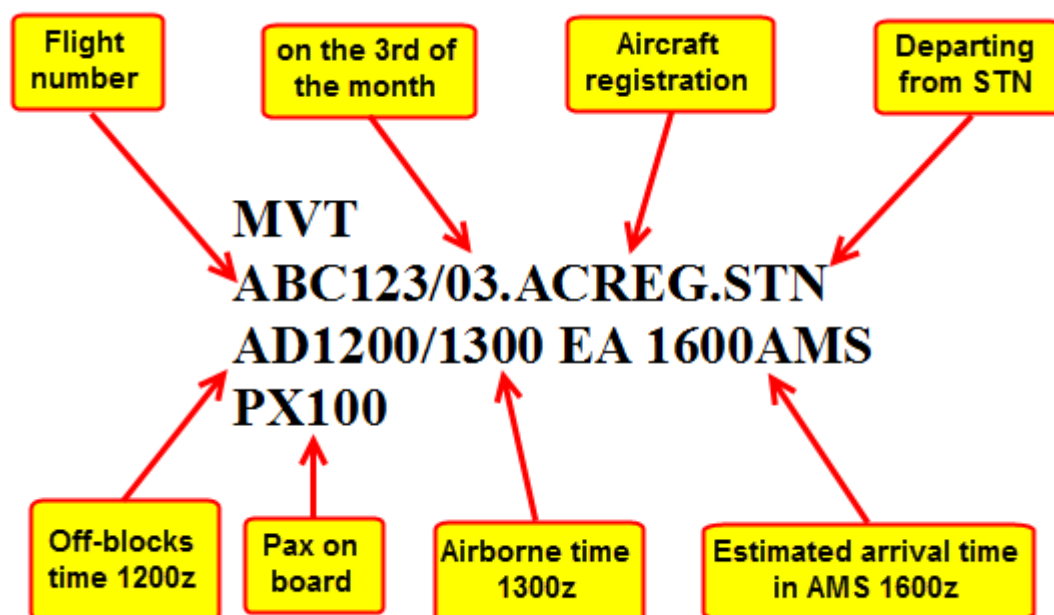 Flight
number
on the 3rd of
the month
Aircraft
registration
Departing
from STN
MVT
ABC123/03.ACREG.STN
AD1200/1300 EA 1600AMS
PX100
Off-blocks
time 1200z
Pax on
board
Airborne time
1300z
Estimated arrival time
in AMS 1600z